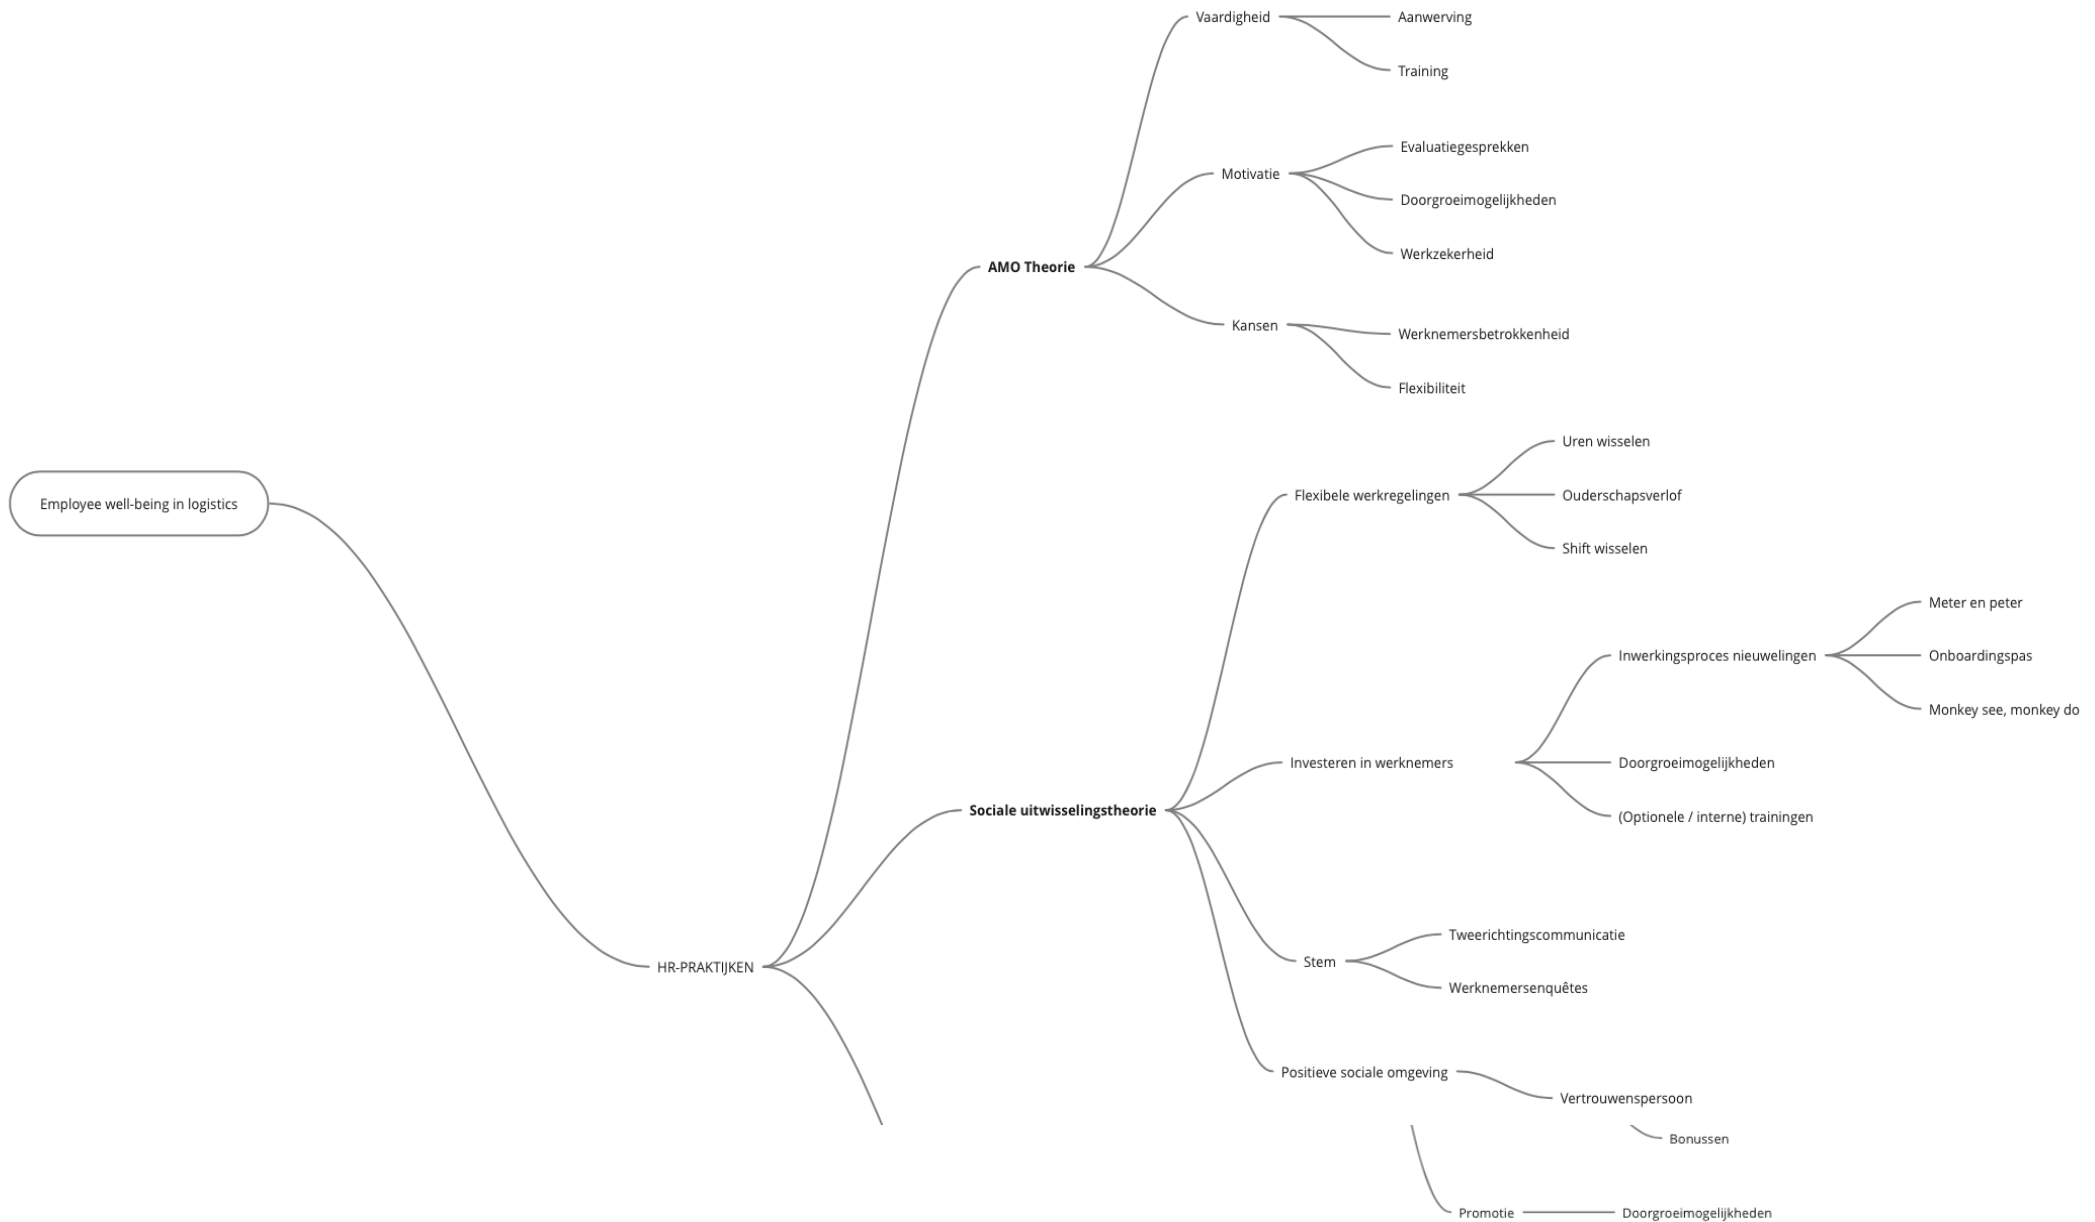 Vaardigheid
Aanwerving
Training
Evaluatiegesprekken
Motivatie
Doorgroeimogelijkheden
Werkzekerheid
AMO Theorie
Kansen
Werknemersbetrokkenheid
Flexibiliteit
Uren wisselen
Flexibele werkregelingen
Ouderschapsverlof
Shift wisselen
Employee well-being in logistics
Meter en peter
Inwerkingsproces nieuwelingen
Onboardingspas
Monkey see, monkey do
Investeren in werknemers
Doorgroeimogelijkheden
(Optionele / interne) trainingen
Sociale uitwisselingstheorie
Tweerichtingscommunicatie
Stem
Werknemersenquêtes
HR-PRAKTIJKEN
Positieve sociale omgeving
Vertrouwenspersoon
Bonussen
Promotie
Doorgroeimogelijkheden